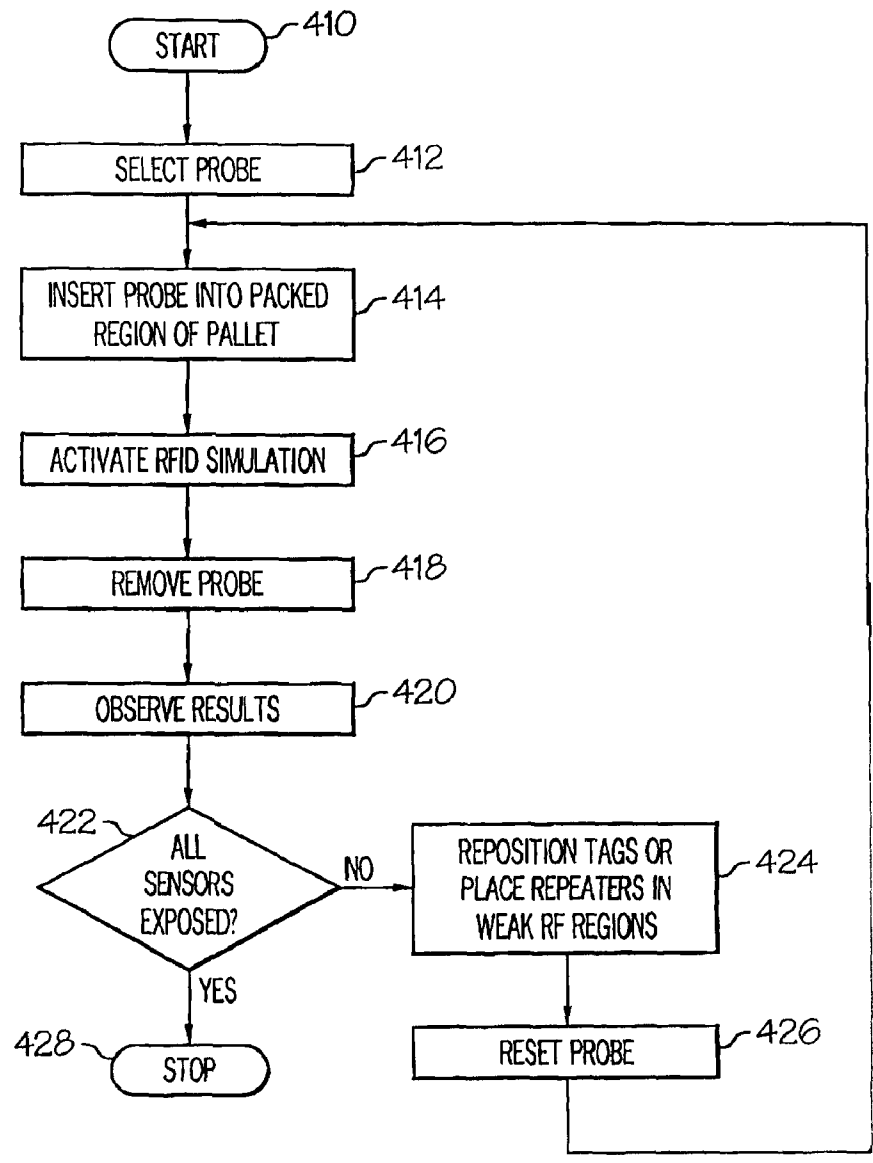 START
410
SELECT PROBE
412
INSERT PROBE INTO PACKED
REGION OF PALLET
414
ACTIVATE RFID SIMULATION
416
REMOVE PROBE
418
OBSERVE RESULTS
420
422
ALL
SENSORS
EXPOSED?
NO
REPOSITION TAGS OR
PLACE REPEATERS IN
WEAK RF REGIONS
424
YES
RESET PROBE
426
428
STOP